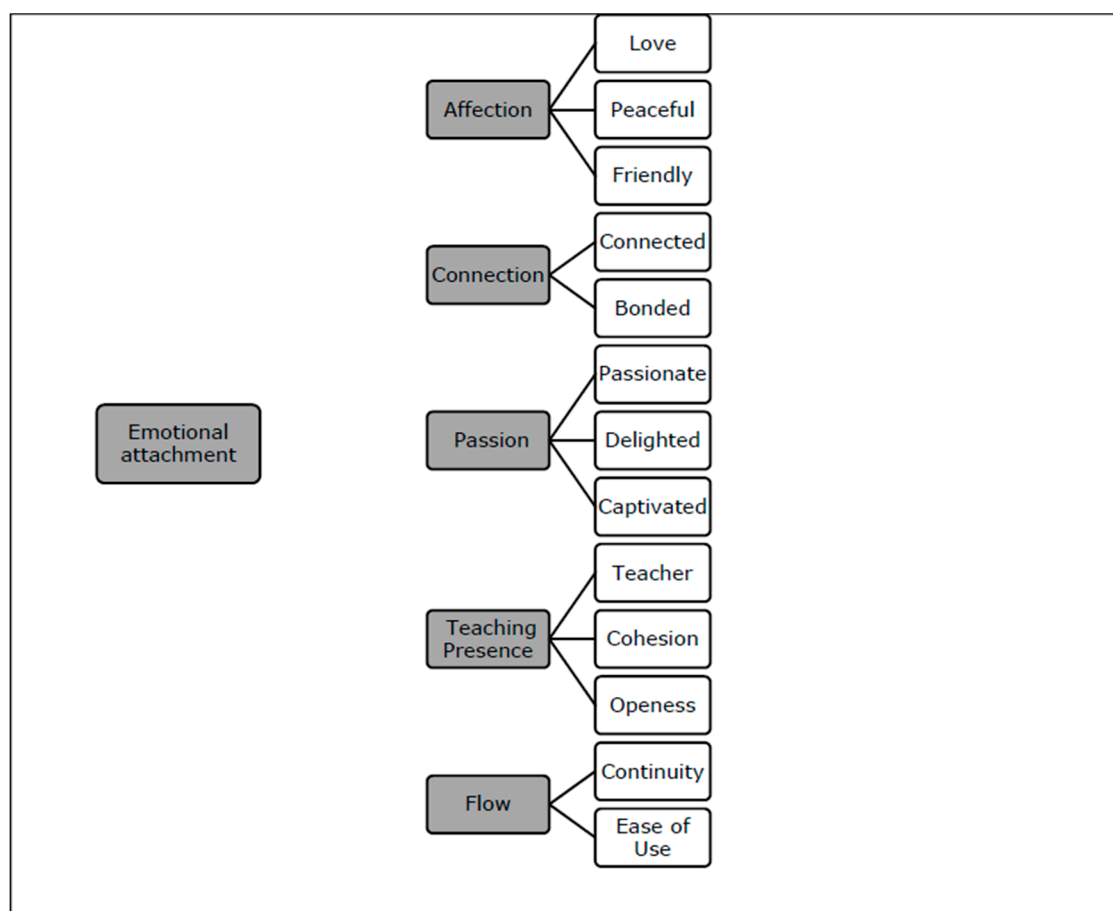 Love
Affection
Peaceful
Friendly
Connected
Connection
Bonded
Passionate
Emotional
attachment
Passion
Delighted
Captivated
Teacher
Teaching
Presence
Cohesion
Openess
Continuity
Flow
Ease of
Use